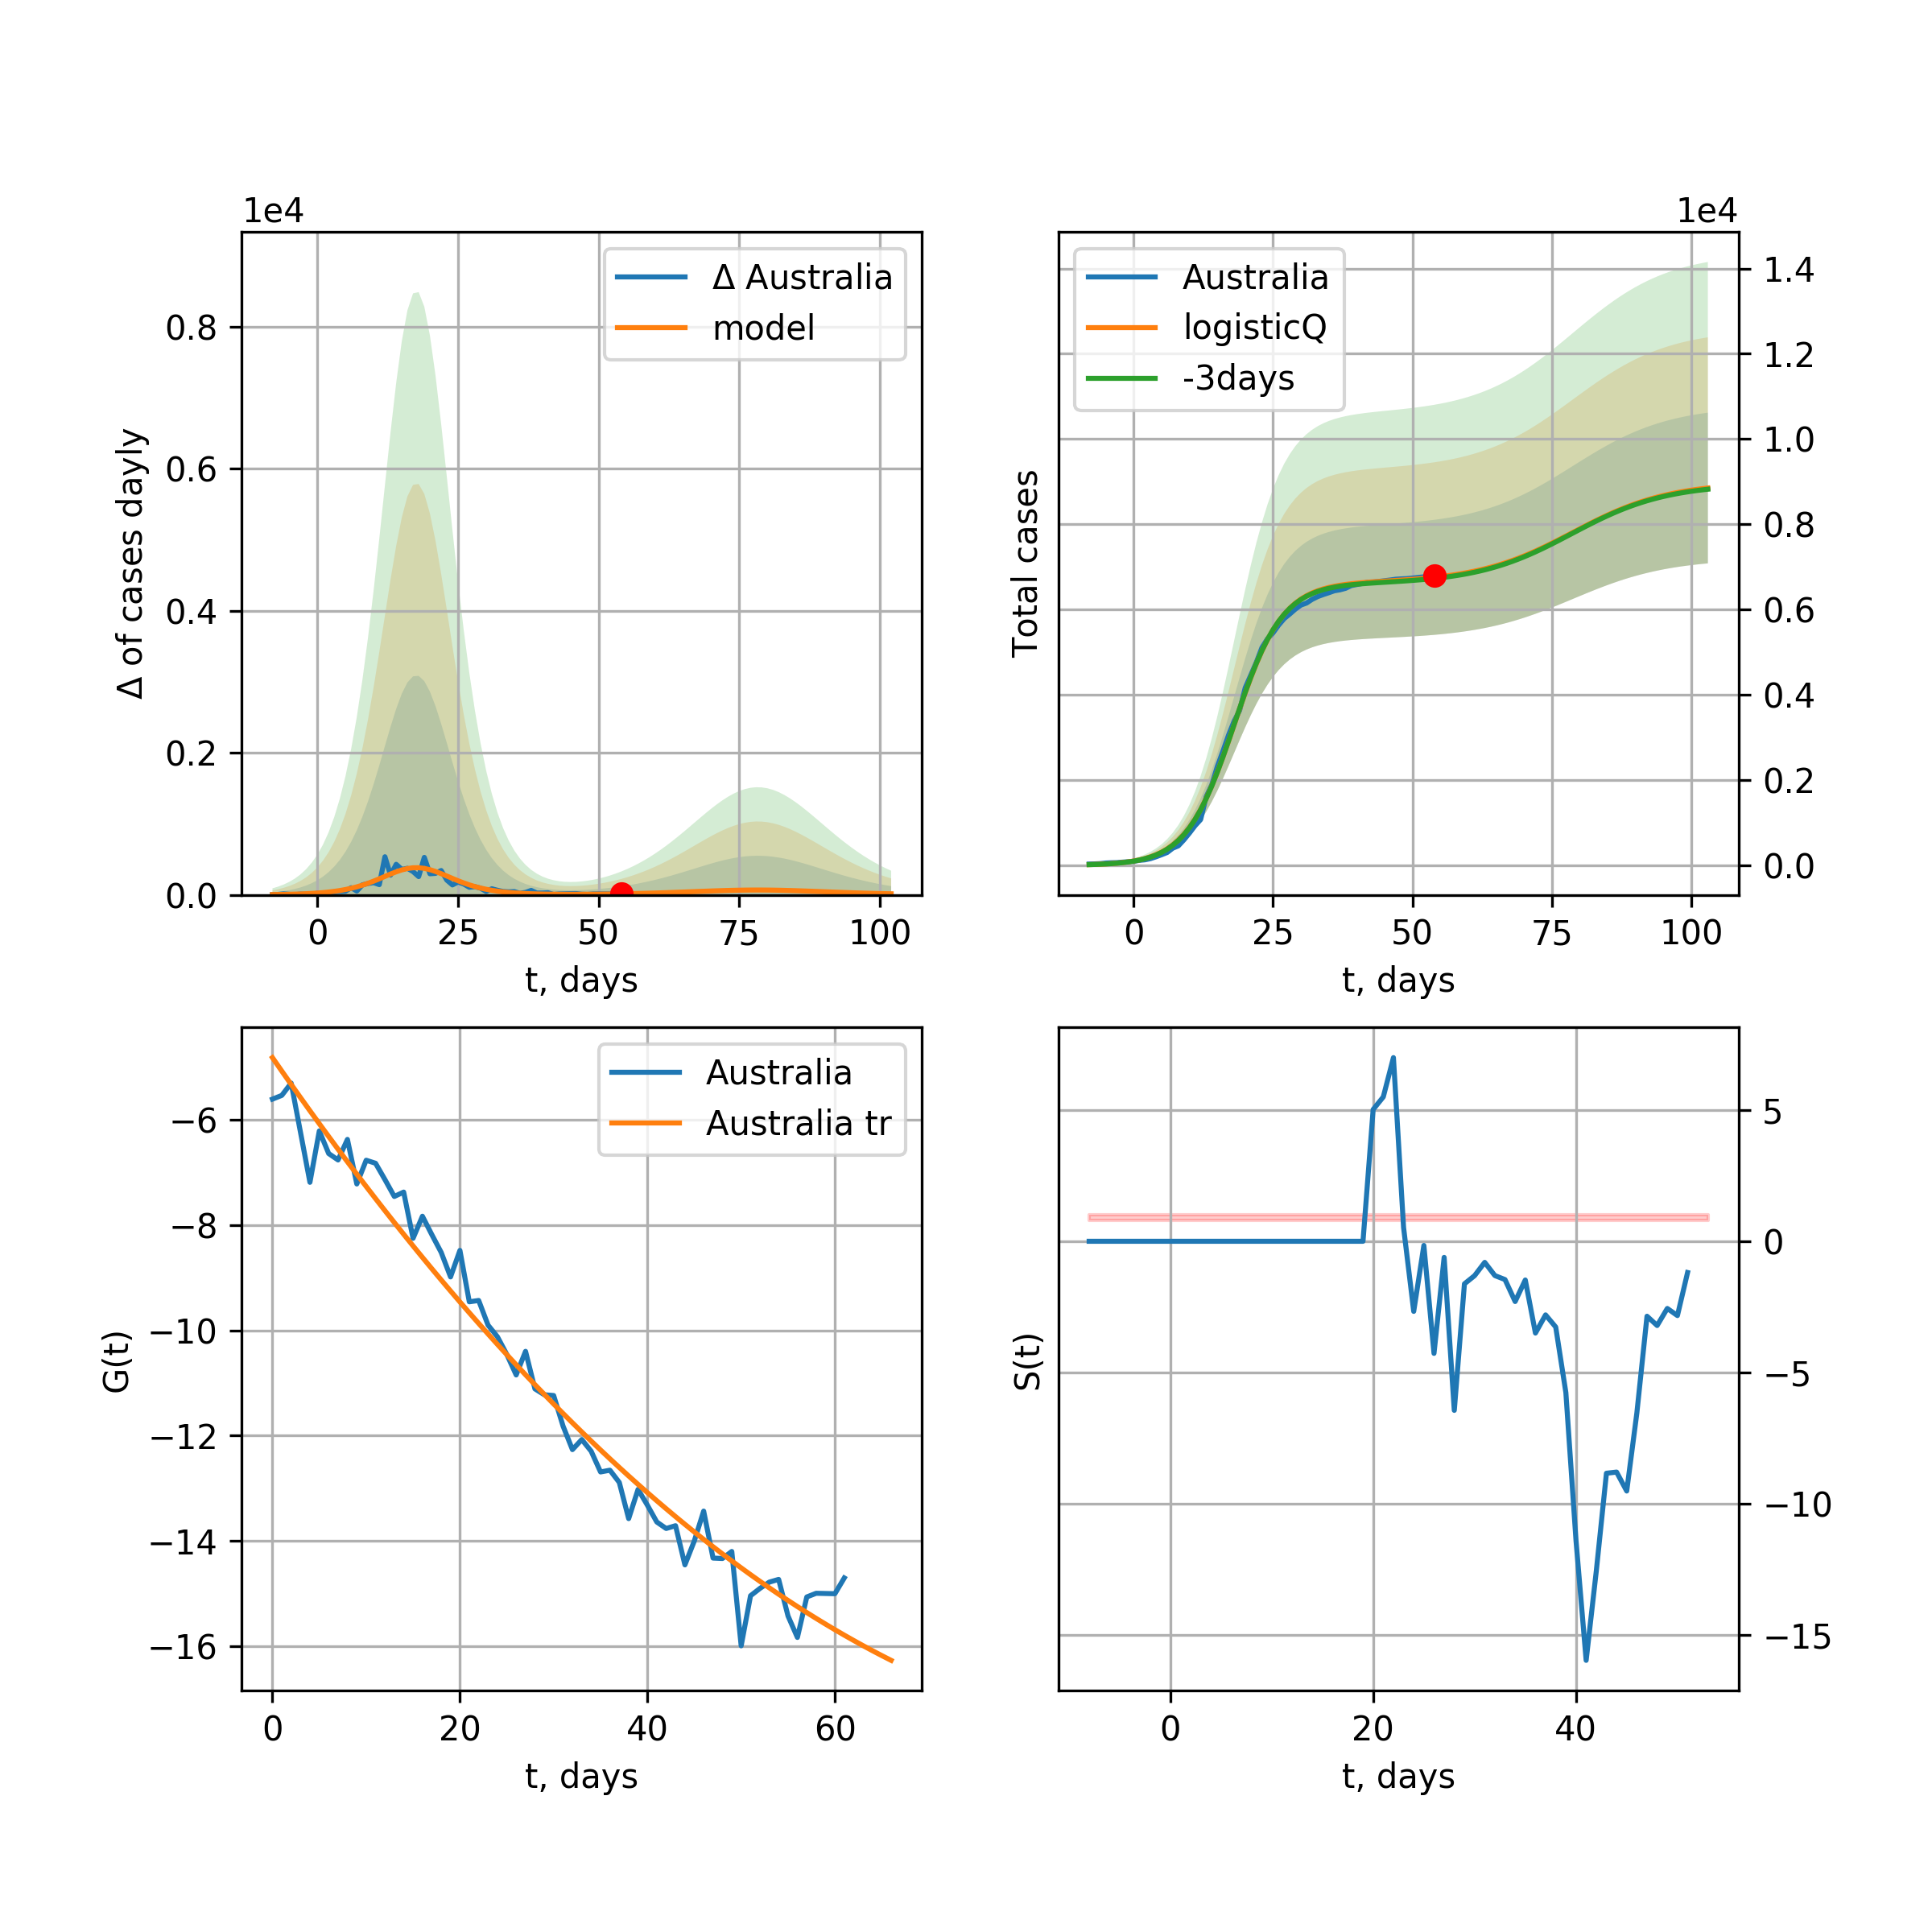 1e4
Δ Australia
model
0.8
0.6
0.4
0.2
0.0
Δ of cases dayly
0 25 50 75 100
t, days
1e4
Australia
logisticQ
-3days
1.4
1.2
1.0
0.8
0.6
0.4
0.2
0.0
Total cases
0 25 50 75 100
t, days
Australia
Australia tr
−6
−8
−10
−12
−14
−16
G(t)
0 20 40 60
t, days
5
0
−5
−10
−15
S(t)
0 20 40
t, days